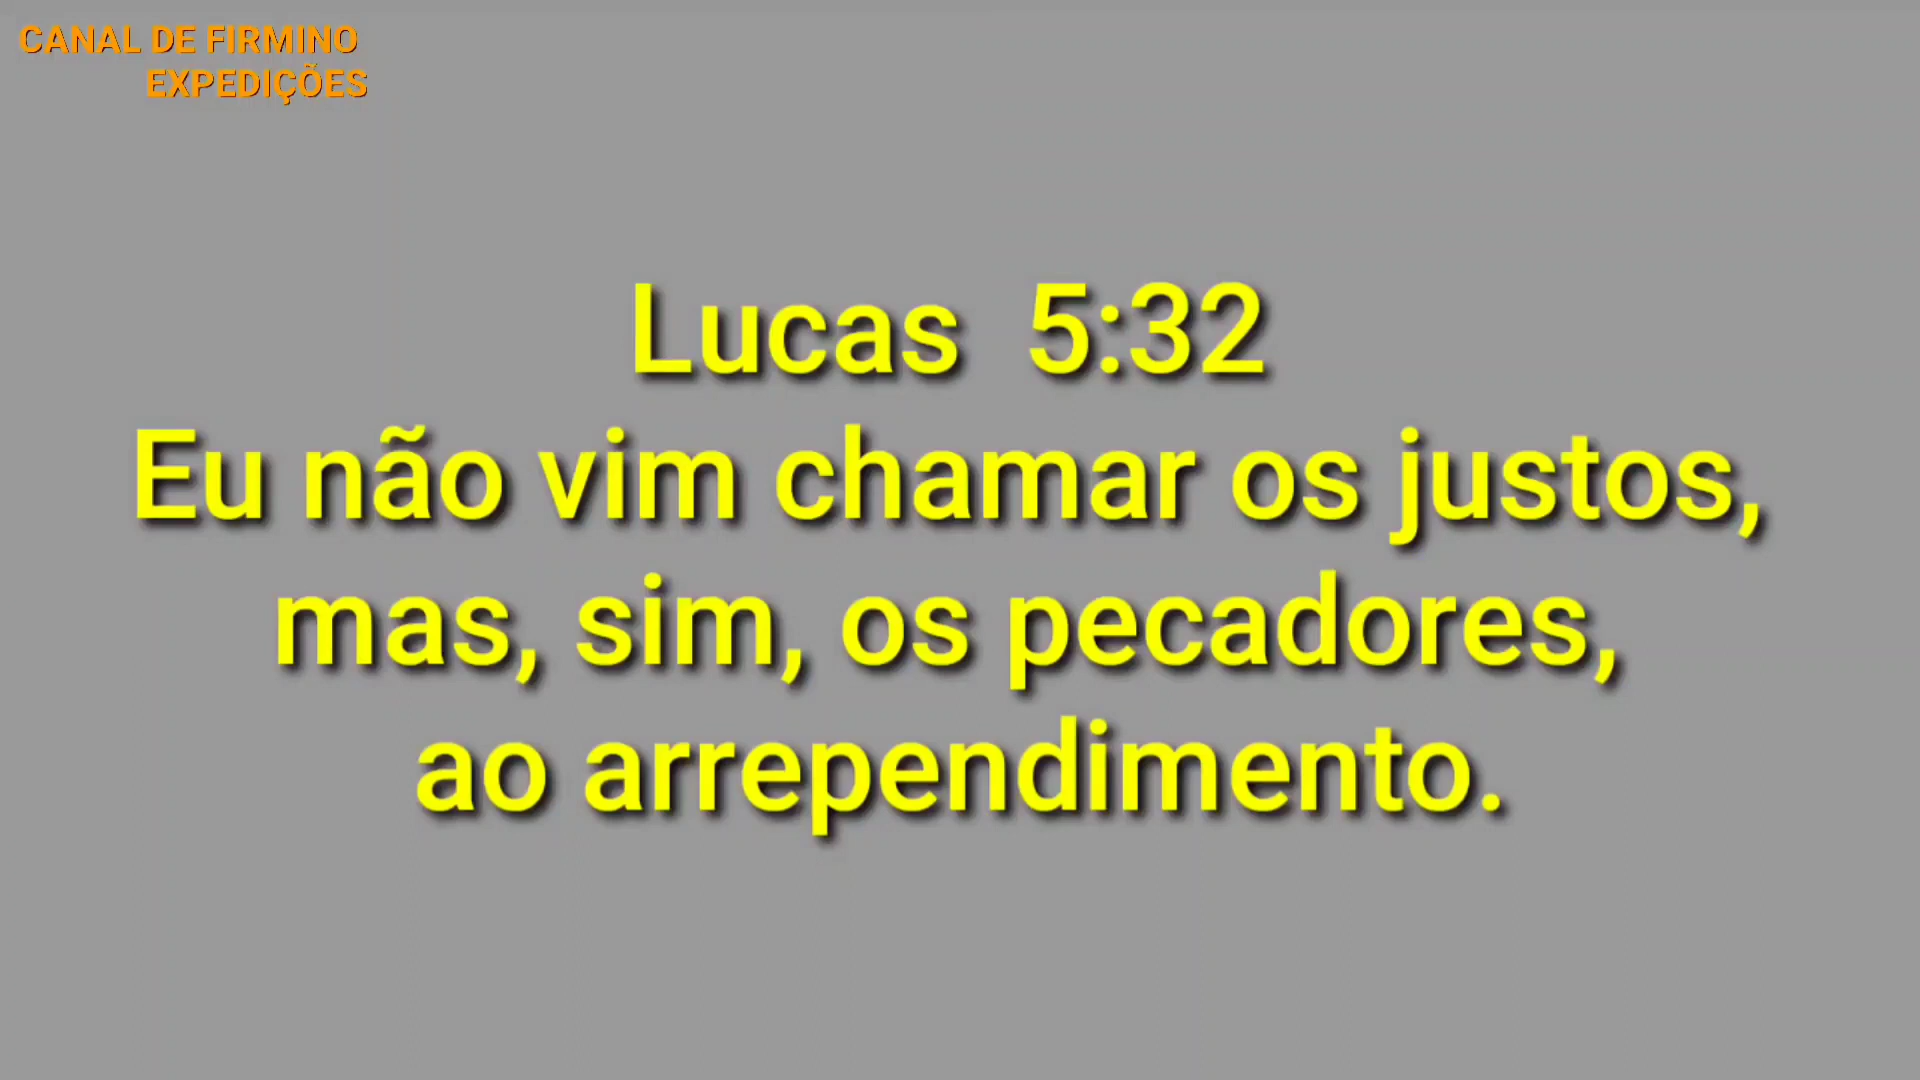 CANAL DE FIRMINO
EXPEDIÇÕES
Lucas 5:32
Eu não vim chamar os justos,
mas, sim, os pecadores,
ao arrependimento.